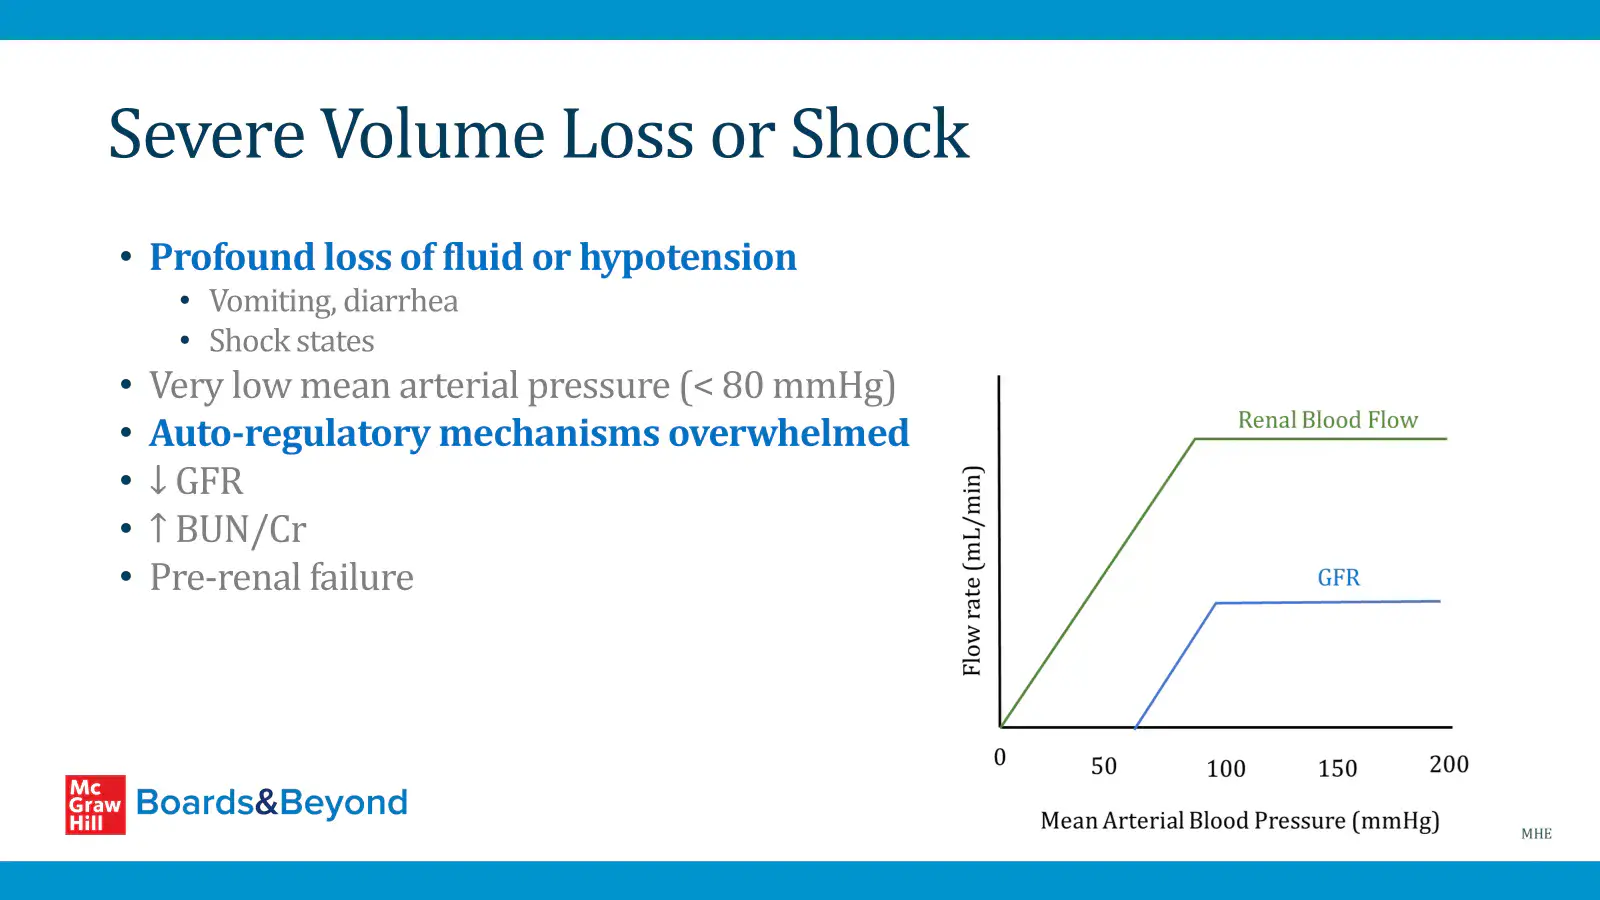 Severe Volume Loss or Shock
• Profound loss of fluid or hypotension
• Vomiting, diarrhea
• Shock states
• Very low mean arterial pressure (< 80 mmHg)
• Auto-regulatory mechanisms overwhelmed
• ↓ GFR
• ↑ BUN/Cr
• Pre-renal failure
Renal Blood Flow
GFR
Flow rate (mL/min)
0 50 100 150 200
Mean Arterial Blood Pressure (mmHg)
Mc
Graw
Hill
Boards&Beyond
MHE